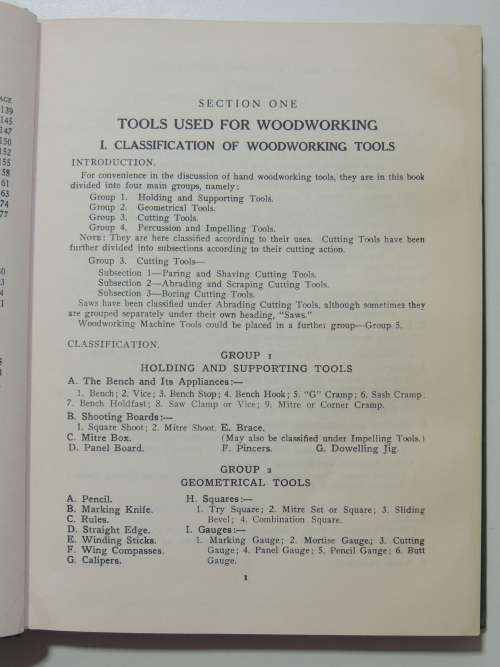 AGE
139
145
147
150
152
155
58
61
63
74
77
SECTION ONE
TOOLS USED FOR WOODWORKING
I. CLASSIFICATION OF WOODWORKING TOOLS
INTRODUCTION.
For convenience in the discussion of hand woodworking tools, they are in this book
divided into four main groups, namely:
Group 1. Holding and Supporting Tools.
Group 2. Geometrical Tools.
Group 3. Cutting Tools.
Group 4. Percussion and Impelling Tools.
NOTE: They are here classified according to their uses. Cutting Tools have been
further divided into subsections according to their cutting action.
Group 3. Cutting Tools—
Subsection 1—Paring and Shaving Cutting Tools.
Subsection 2—Abrading and Scraping Cutting Tools.
Subsection 3—Boring Cutting Tools.
Saws have been classified under Abrading Cutting Tools, although sometimes they
are grouped separately under their own heading, "Saws."
Woodworking Machine Tools could be placed in a further group—Group 5.
CLASSIFICATION.
GROUP 1
HOLDING AND SUPPORTING TOOLS
A. The Bench and Its Appliances:—
1. Bench; 2. Vice; 3. Bench Stop; 4. Bench Hook; 5. "G" Cramp; 6. Sash Cramp
7. Bench Holdfast; 8. Saw Clamp or Vice; 9. Mitre or Corner Cramp.
B. Shooting Boards:—
1. Square Shoot; 2. Mitre Shoot. E. Brace.
C. Mitre Box. (May also be classified under Impelling Tools.)
D. Panel Board. F. Pincers. G. Dowelling Jig.
GROUP 2
GEOMETRICAL TOOLS
A. Pencil.
B. Marking Knife.
C. Rules.
D. Straight Edge.
E. Winding Sticks.
F. Wing Compasses.
G. Calipers.
H. Squares:—
1. Try Square; 2. Mitre Set or Square; 3. Sliding
Bevel; 4. Combination Square.
I. Gauges:—
1. Marking Gauge; 2. Mortise Gauge; 3. Cutting
Gauge; 4. Panel Gauge; 5. Pencil Gauge; 6. Butt
Gauge.
1